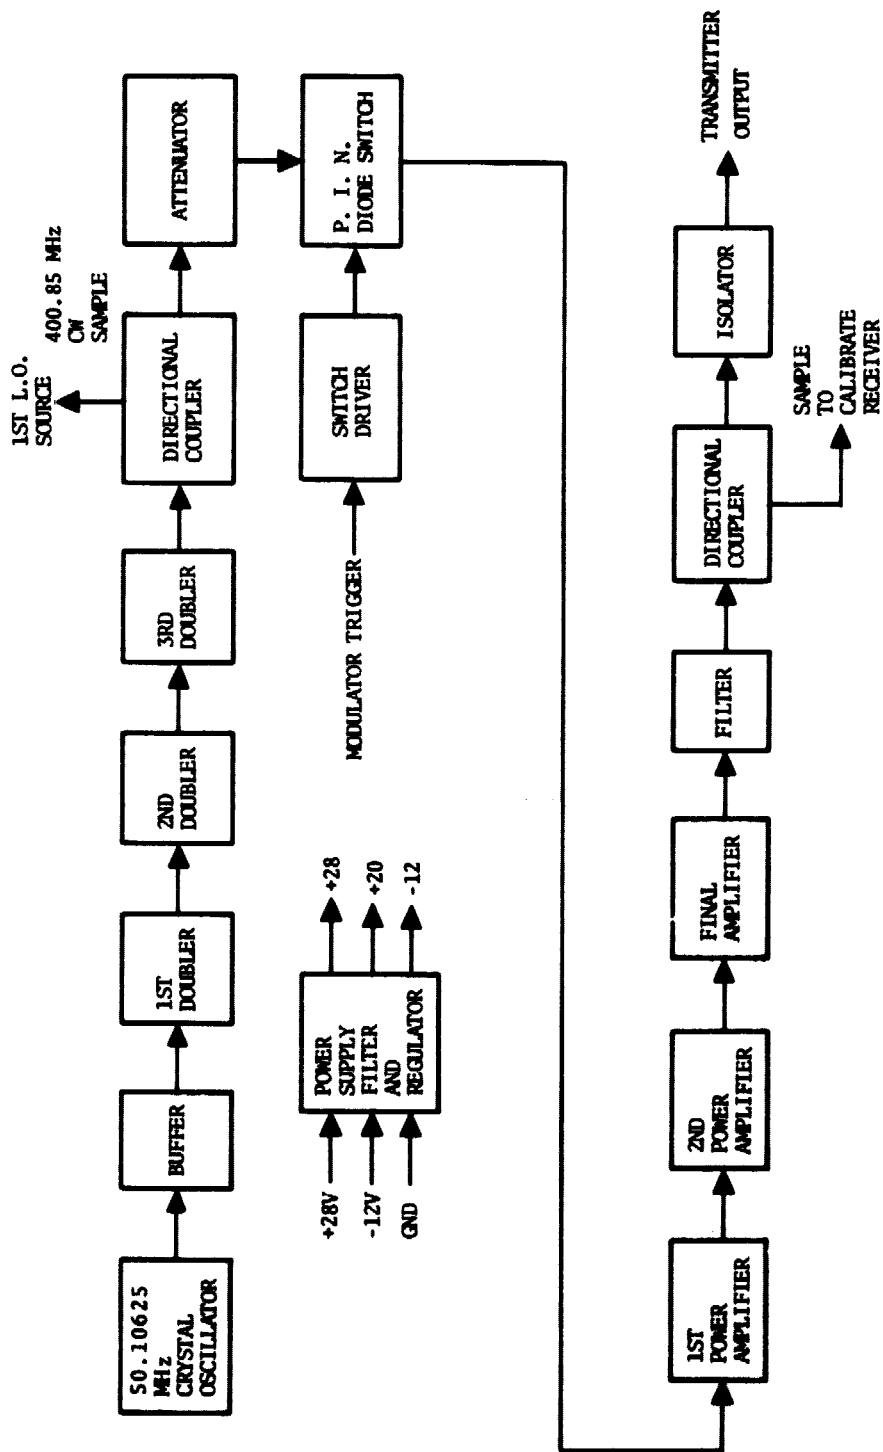 50.10625
MHz
CRYSTAL
OSCILLATOR
BUFFER
1ST
DOUBLER
2ND
DOUBLER
3RD
DOUBLER
1ST L.O.
SOURCE
400.85 MHz
CW
SAMPLE
DIRECTIONAL
COUPLER
ATTENUATOR
+28V
-12V
GND
POWER
SUPPLY
FILTER
AND
REGULATOR
+28
+20
-12
MODULATOR TRIGGER
SWITCH
DRIVER
P. I. N.
DIODE SWITCH
1ST
POWER
AMPLIFIER
2ND
POWER
AMPLIFIER
FINAL
AMPLIFIER
FILTER
DIRECTIONAL
COUPLER
SAMPLE
TO
CALIBRATE
RECEIVER
ISOLATOR
TRANSMITTER
OUTPUT